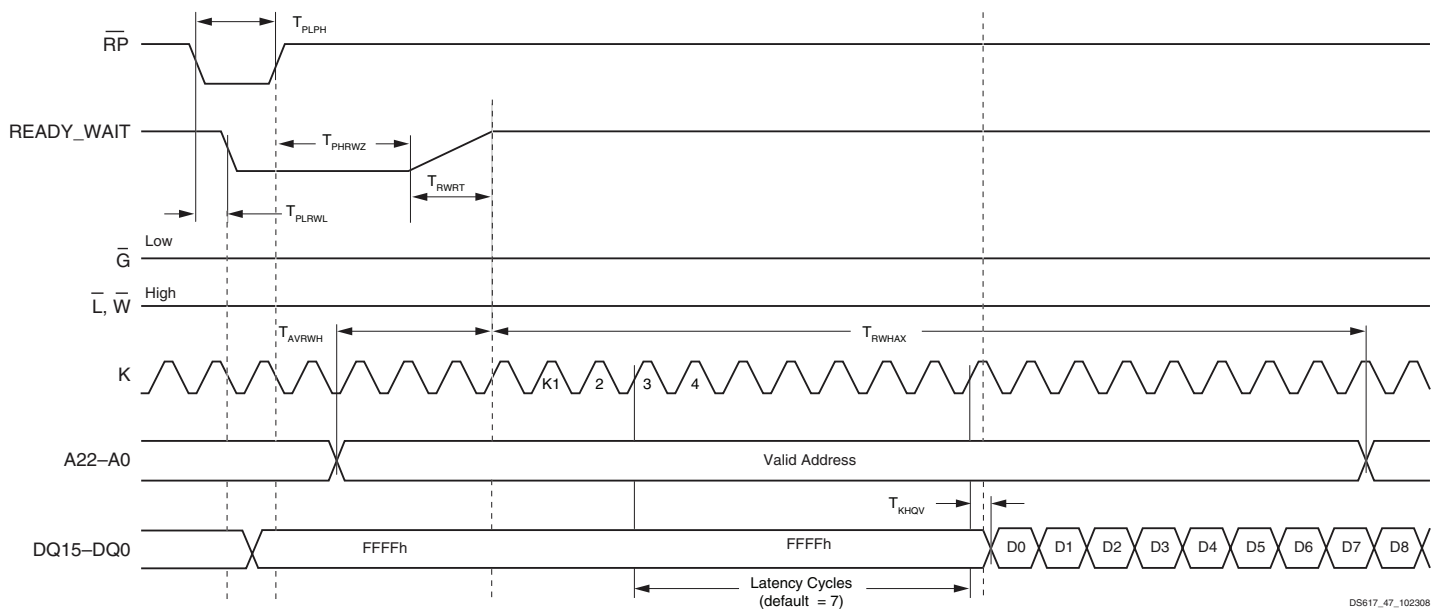 T_PLPH
R̅P̅
READY_WAIT
T_PHRWZ
T_RWRT
T_PLRWL
Low
G̅
High
L̅, W̅
T_AVRWH
T_RWHAX
K
K1 2 3 4
A22–A0
Valid Address
T_KHQV
DQ15–DQ0
FFFFh FFFFh D0 D1 D2 D3 D4 D5 D6 D7 D8
Latency Cycles
(default = 7)
DS617_47_102308